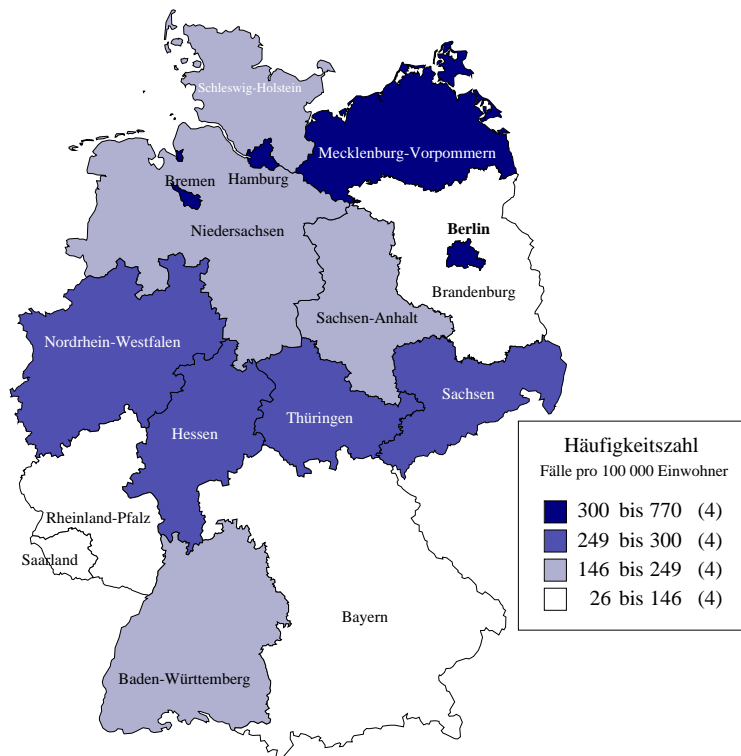 Schleswig-Holstein
Mecklenburg-Vorpommern
Bremen
Hamburg
Niedersachsen
Berlin
Brandenburg
Sachsen-Anhalt
Nordrhein-Westfalen
Sachsen
Thüringen
Hessen
Rheinland-Pfalz
Saarland
Bayern
Baden-Württemberg
Häufigkeitszahl
Fälle pro 100 000 Einwohner
300 bis 770 (4)
249 bis 300 (4)
146 bis 249 (4)
26 bis 146 (4)